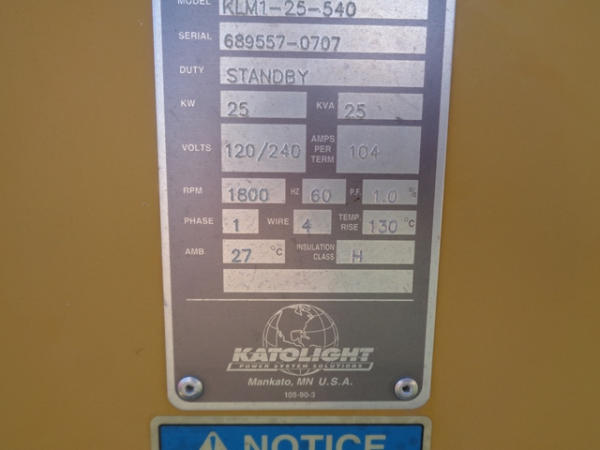 MODEL KLM1-25-540
SERIAL 689557-0707
DUTY STANDBY
KW 25 KVA 25
VOLTS 120/240 AMPS PER TERM 104
RPM 1800 HZ 60 P.F. 1.0 %
PHASE 1 WIRE 4 TEMP. RISE 130 °C
AMB 27 °C INSULATION CLASS H
KATOLIGHT
POWER SYSTEM SOLUTIONS
Mankato, MN U.S.A.
105-90-3
NOTICE